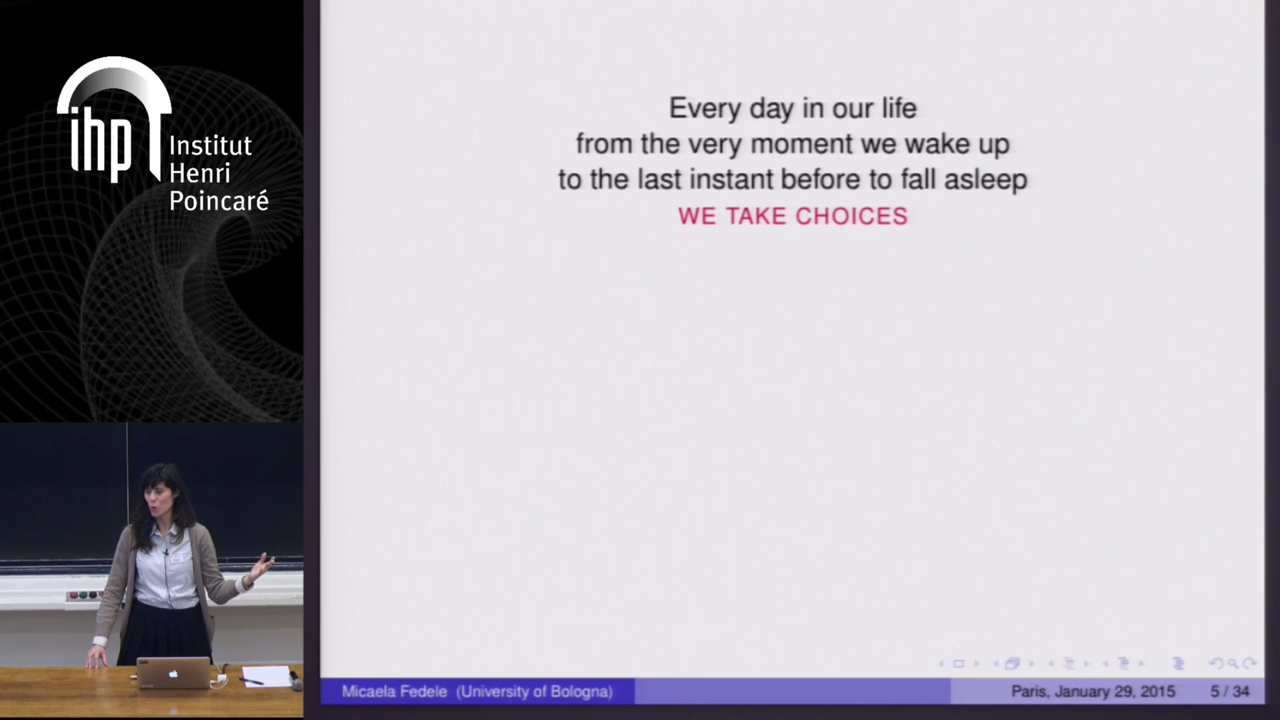 ihp
Institut
Henri
Poincaré
Every day in our life
from the very moment we wake up
to the last instant before to fall asleep
WE TAKE CHOICES
Micaela Fedele (University of Bologna)
Paris, January 29, 2015
5 / 34